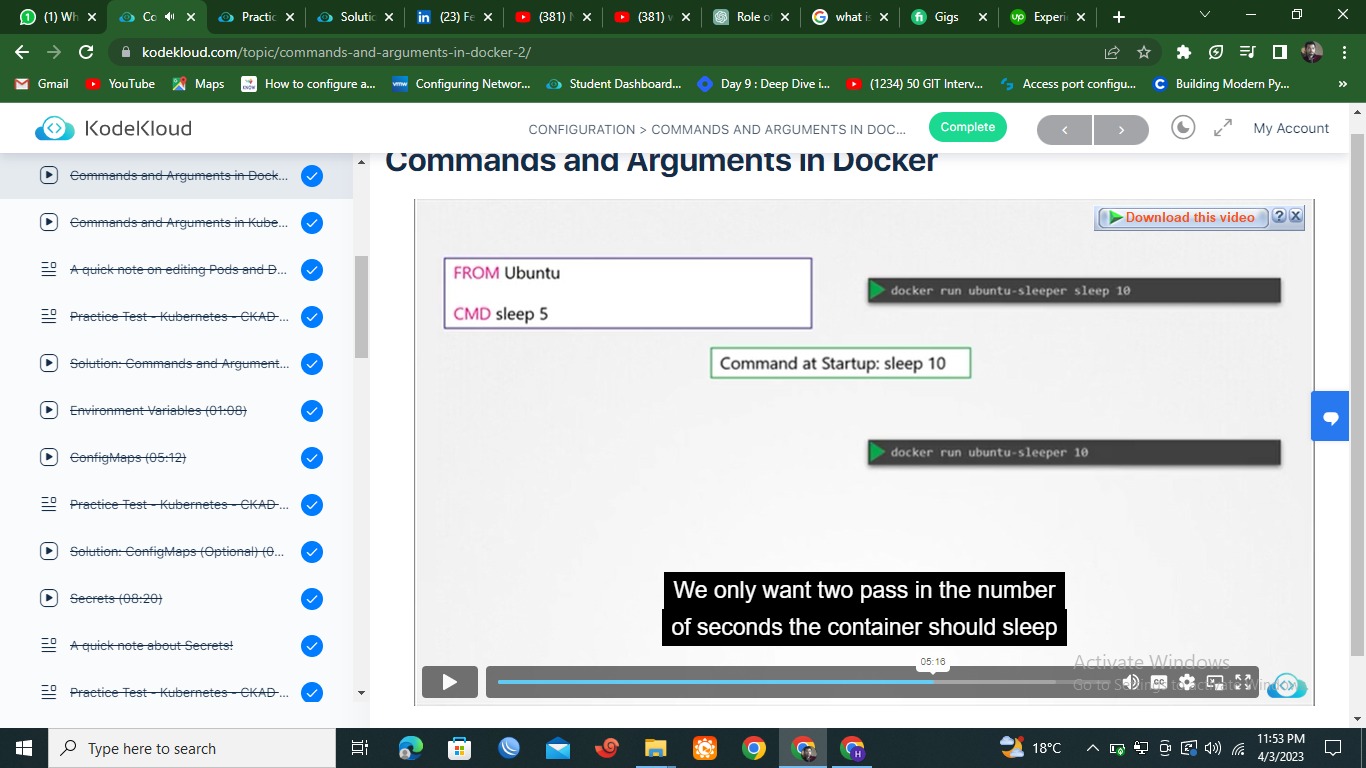 (1) Wh
Co
Practic
Solutic
(23) Fe
(381) N
(381) v
Role of
what is
Gigs
Experi
kodekloud.com/topic/commands-and-arguments-in-docker-2/
Gmail
YouTube
Maps
How to configure a...
Configuring Networ...
Student Dashboard...
Day 9 : Deep Dive i...
(1234) 50 GIT Interv...
Access port configu...
Building Modern Py...
»
KodeKloud
CONFIGURATION > COMMANDS AND ARGUMENTS IN DOC...
Complete
< >
My Account
Commands and Arguments in Dock...
Commands and Arguments in Kube...
A quick note on editing Pods and D...
Practice Test - Kubernetes - CKAD ...
Solution: Commands and Argument...
Environment Variables (01:08)
ConfigMaps (05:12)
Practice Test - Kubernetes - CKAD ...
Solution: ConfigMaps (Optional) (0...
Secrets (08:20)
A quick note about Secrets!
Practice Test - Kubernetes - CKAD ...
Commands and Arguments in Docker
Download this video ? X
FROM Ubuntu
CMD sleep 5
docker run ubuntu-sleeper sleep 10
Command at Startup: sleep 10
docker run ubuntu-sleeper 10
We only want two pass in the number
of seconds the container should sleep
05:16
CC
Activate Windows
Type here to search
18°C
11:53 PM
4/3/2023